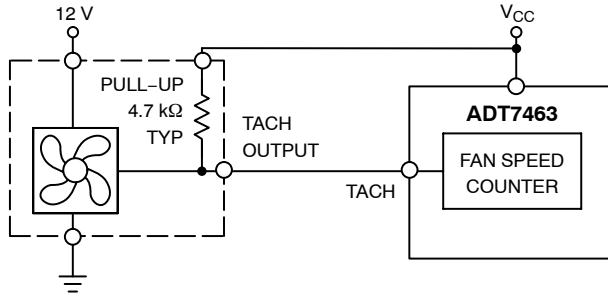 12 V
VCC
PULL–UP
4.7 kΩ
TYP
TACH
OUTPUT
ADT7463
FAN SPEED
COUNTER
TACH